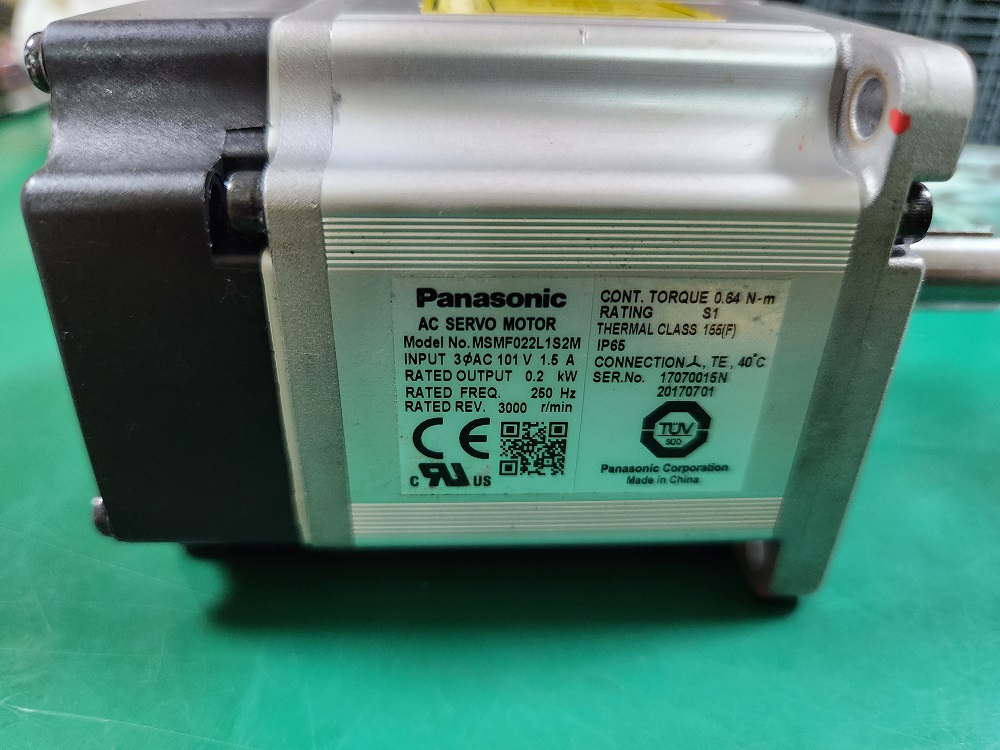 Panasonic
AC SERVO MOTOR
Model No. MSMF022L1S2M
INPUT 3ØAC 101 V 1.5 A
RATED OUTPUT 0.2 kW
RATED FREQ. 250 Hz
RATED REV. 3000 r/min
CE
c RU US
CONT. TORQUE 0.64 N-m
RATING S1
THERMAL CLASS 155(F)
IP65
CONNECTION⅄, TE, 40°C
SER.No. 17070015N
20170701
TÜV
SÜD
Panasonic Corporation
Made in China